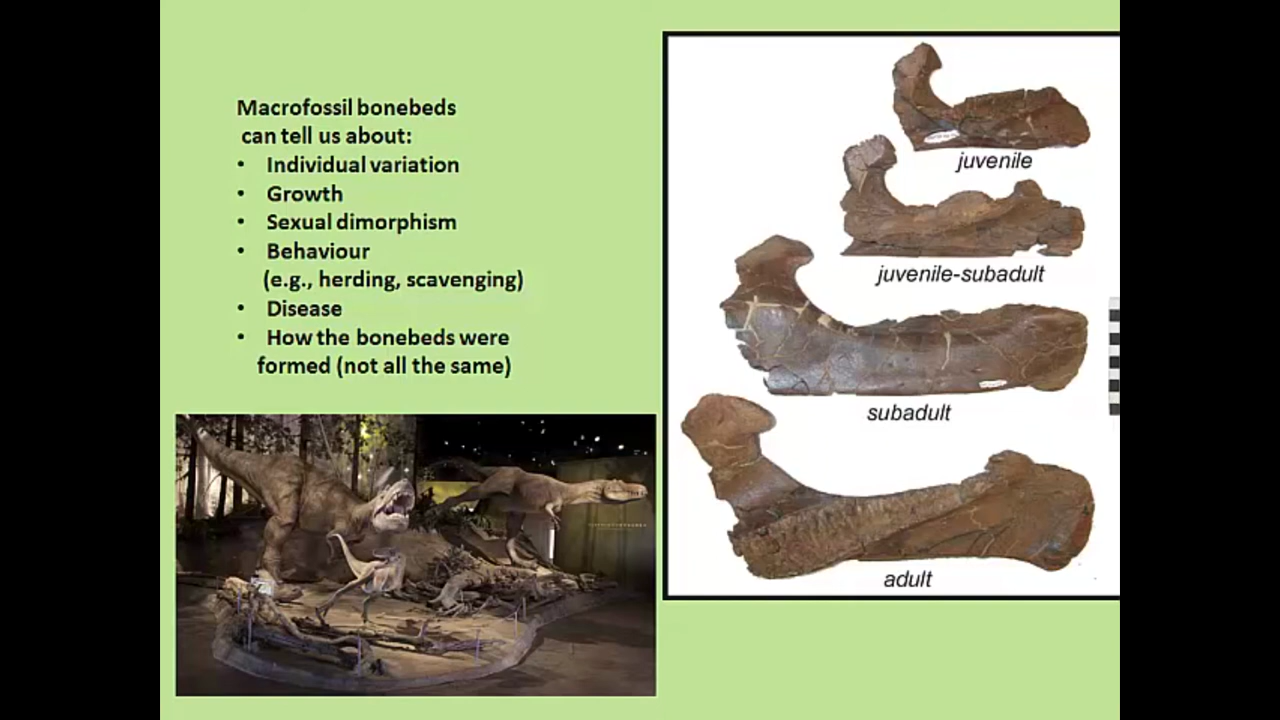 Macrofossil bonebeds
can tell us about:
• Individual variation
• Growth
• Sexual dimorphism
• Behaviour
(e.g., herding, scavenging)
• Disease
• How the bonebeds were
formed (not all the same)
juvenile
juvenile-subadult
subadult
adult